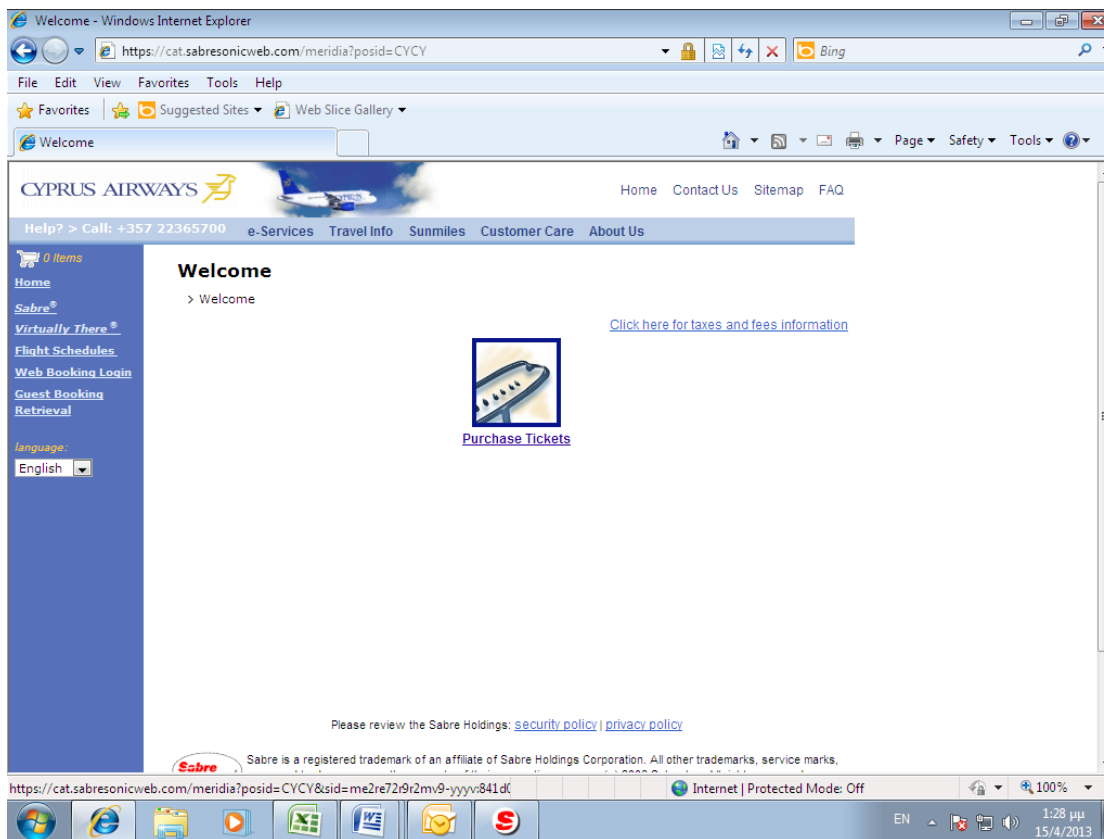 Welcome - Windows Internet Explorer
https://cat.sabresonicweb.com/meridia?posid=CYCY
Bing
File Edit View Favorites Tools Help
Favorites Suggested Sites Web Slice Gallery
Welcome
Page Safety Tools
CYPRUS AIRWAYS
CYPRUS
Home Contact Us Sitemap FAQ
Help? > Call: +357 22365700 e-Services Travel Info Sunmiles Customer Care About Us
0 Items
Home
Sabre®
Virtually There ®
Flight Schedules
Web Booking Login
Guest Booking
Retrieval
language:
English
Welcome
> Welcome
Click here for taxes and fees information
Purchase Tickets
Please review the Sabre Holdings: security policy | privacy policy
Sabre
Sabre is a registered trademark of an affiliate of Sabre Holdings Corporation. All other trademarks, service marks,
https://cat.sabresonicweb.com/meridia?posid=CYCY&sid=me2re72r9r2mv9-yyyv:841d
Internet | Protected Mode: Off
100%
EN
1:28 μμ
15/4/2013